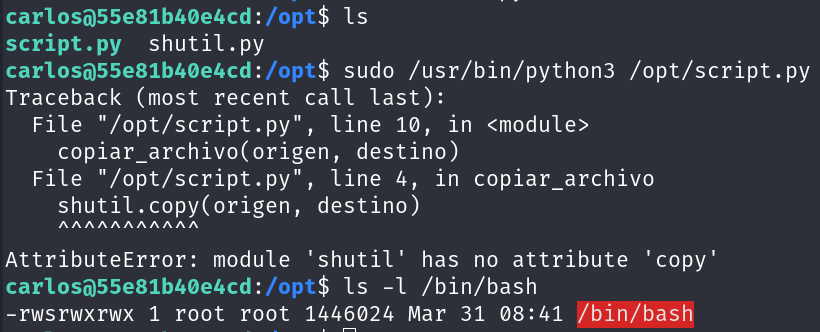 carlos@55e81b40e4cd:/opt$ ls
script.py  shutil.py
carlos@55e81b40e4cd:/opt$ sudo /usr/bin/python3 /opt/script.py
Traceback (most recent call last):
  File "/opt/script.py", line 10, in <module>
    copiar_archivo(origen, destino)
  File "/opt/script.py", line 4, in copiar_archivo
    shutil.copy(origen, destino)
    ^^^^^^^^^^^
AttributeError: module 'shutil' has no attribute 'copy'
carlos@55e81b40e4cd:/opt$ ls -l /bin/bash
-rwsrwxrwx 1 root root 1446024 Mar 31 08:41 /bin/bash